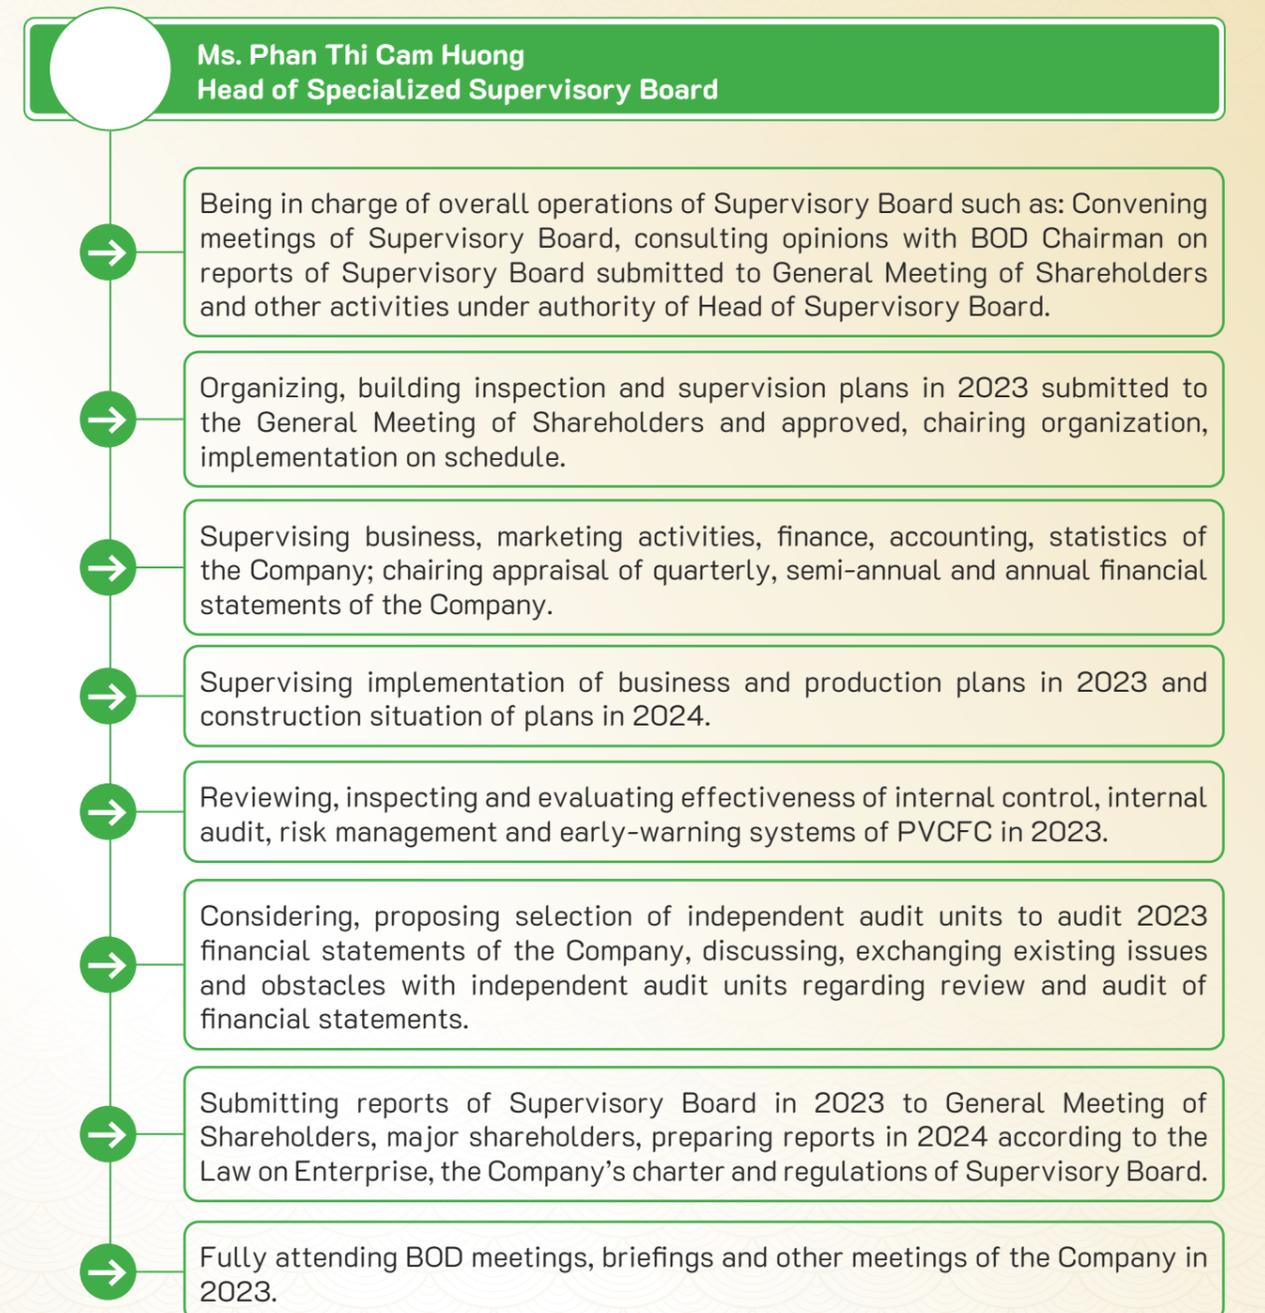 Ms. Phan Thi Cam Huong
Head of Specialized Supervisory Board
Being in charge of overall operations of Supervisory Board such as: Convening
meetings of Supervisory Board, consulting opinions with BOD Chairman on
reports of Supervisory Board submitted to General Meeting of Shareholders
and other activities under authority of Head of Supervisory Board.
Organizing, building inspection and supervision plans in 2023 submitted to
the General Meeting of Shareholders and approved, chairing organization,
implementation on schedule.
Supervising business, marketing activities, finance, accounting, statistics of
the Company; chairing appraisal of quarterly, semi-annual and annual financial
statements of the Company.
Supervising implementation of business and production plans in 2023 and
construction situation of plans in 2024.
Reviewing, inspecting and evaluating effectiveness of internal control, internal
audit, risk management and early-warning systems of PVCFC in 2023.
Considering, proposing selection of independent audit units to audit 2023
financial statements of the Company, discussing, exchanging existing issues
and obstacles with independent audit units regarding review and audit of
financial statements.
Submitting reports of Supervisory Board in 2023 to General Meeting of
Shareholders, major shareholders, preparing reports in 2024 according to the
Law on Enterprise, the Company’s charter and regulations of Supervisory Board.
Fully attending BOD meetings, briefings and other meetings of the Company in
2023.